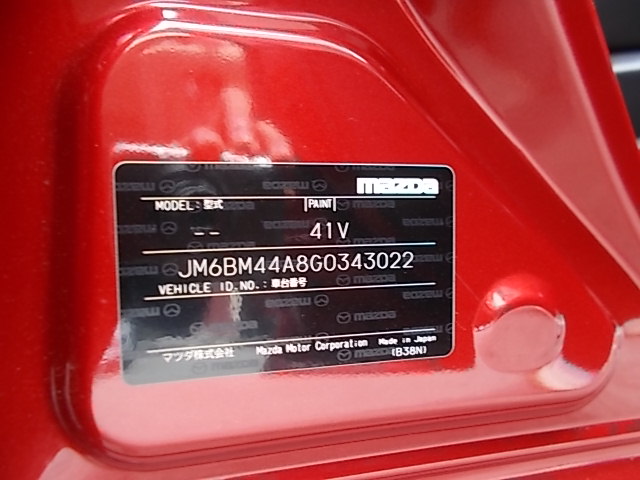 mazda
MODEL:型式 PAINT
-- 41V
JM6BM44A8G0343022
VEHICLE ID.NO.:車台番号
マツダ株式会社 Mazda Motor Corporation Made in Japan
(B38N)